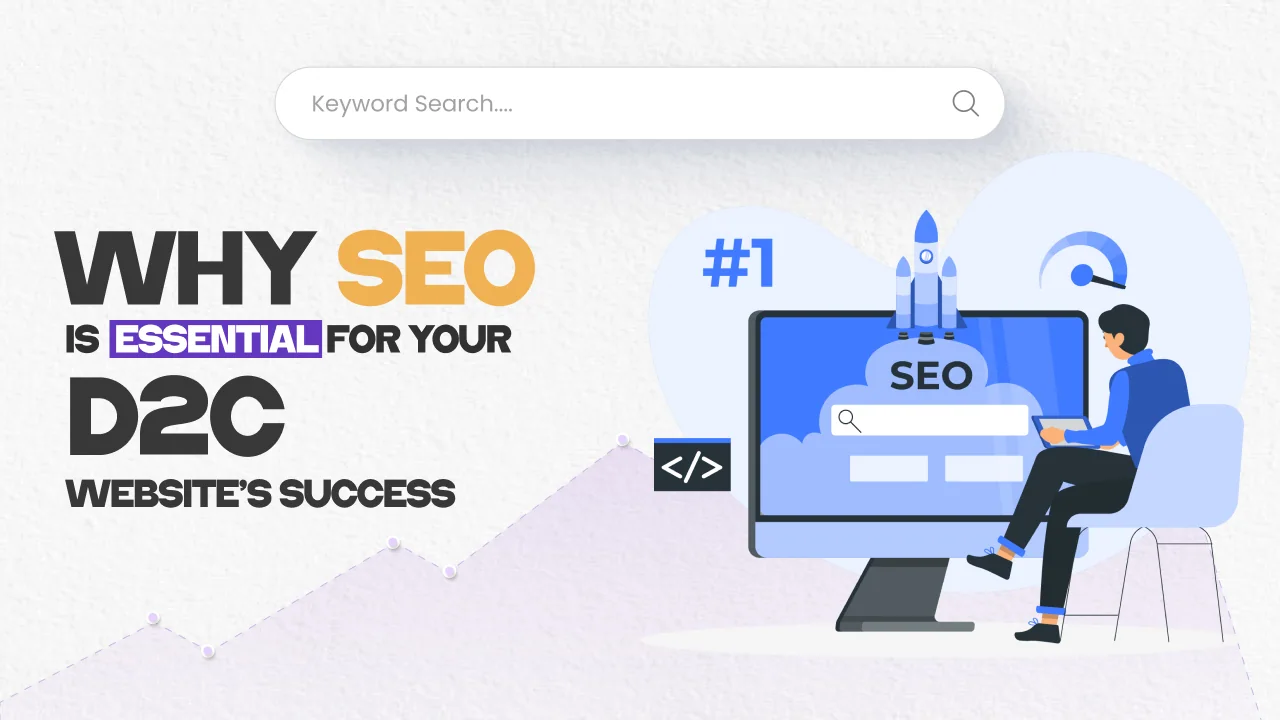 Keyword Search....
WHY SEO
IS ESSENTIAL FOR YOUR
D2C
WEBSITE'S SUCCESS
#1
SEO
</>